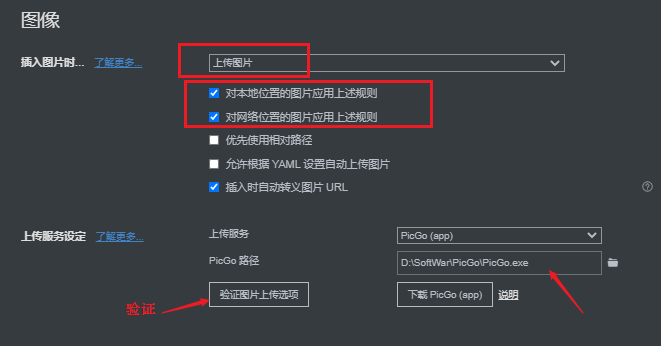 图像
插入图片时... 了解更多... 上传图片
对本地位置的图片应用上述规则
对网络位置的图片应用上述规则
优先使用相对路径
允许根据 YAML 设置自动上传图片
插入时自动转义图片 URL
上传服务设定 了解更多... 上传服务 PicGo (app)
PicGo 路径 D:\SoftWar\PicGo\PicGo.exe
验证 验证图片上传选项 下载 PicGo (app) 说明